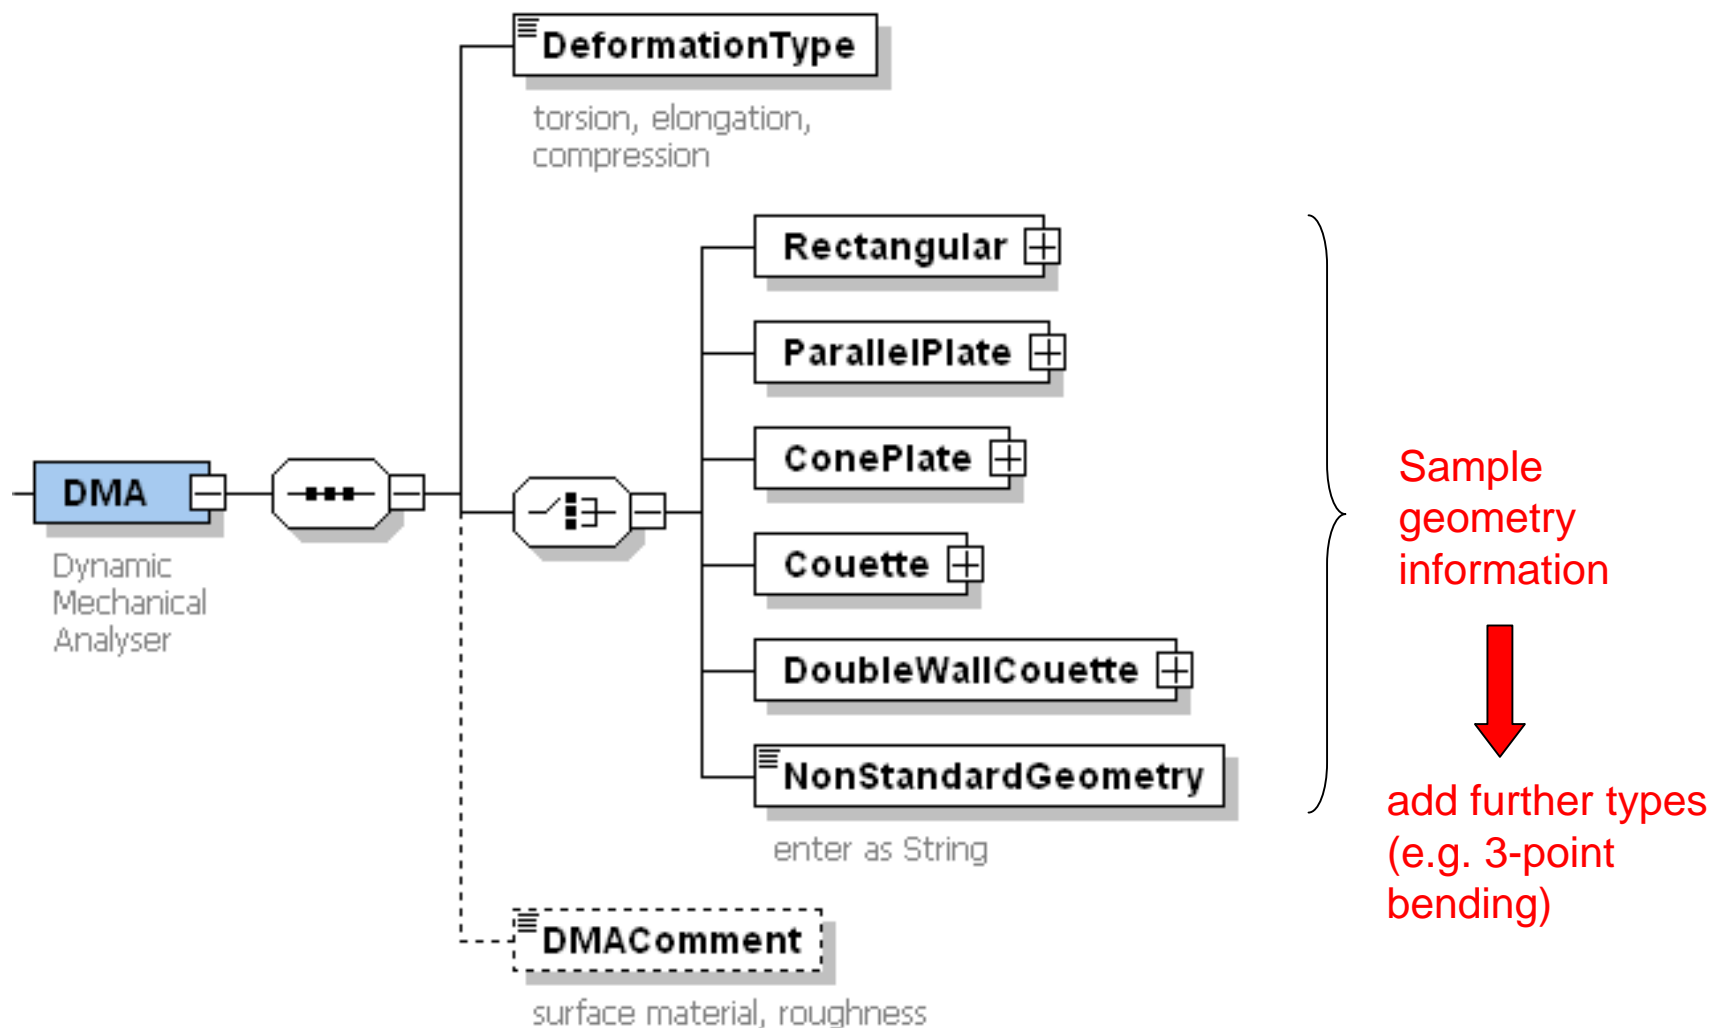 DeformationType
torsion, elongation,
compression
Rectangular
ParallelPlate
ConePlate
DMA
Dynamic
Mechanical
Analyser
Couette
DoubleWallCouette
NonStandardGeometry
enter as String
DMAComment
surface material, roughness
Sample
geometry
information
add further types
(e.g. 3-point
bending)